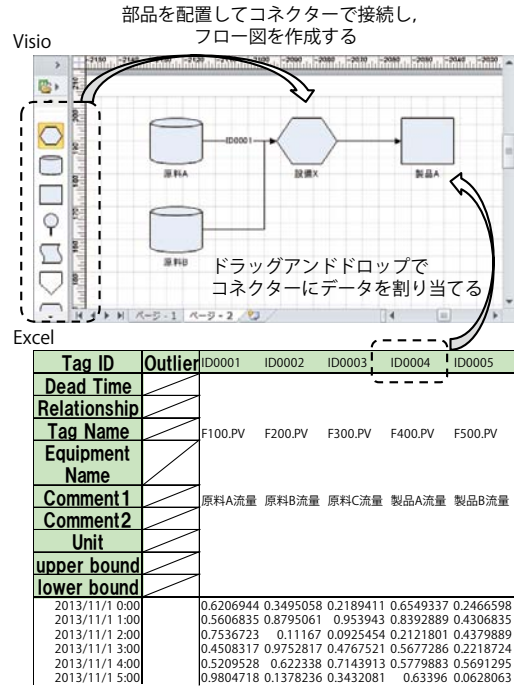 部品を配置してコネクターで接続し,
フロー図を作成する
Visio
原料A
ID0001
設備X
製品A
原料B
ドラッグアンドドロップで
コネクターにデータを割り当てる
ページ - 1 ページ - 2
Excel
Tag ID Outlier ID0001 ID0002 ID0003 ID0004 ID0005
Dead Time
Relationship
Tag Name F100.PV F200.PV F300.PV F400.PV F500.PV
Equipment
Name
Comment1 原料A流量 原料B流量 原料C流量 製品A流量 製品B流量
Comment2
Unit
upper bound
lower bound
2013/11/1 0:00 0.6206944 0.3495058 0.2189411 0.6549337 0.2466598
2013/11/1 1:00 0.5606835 0.8795061 0.953943 0.8392889 0.4306835
2013/11/1 2:00 0.7536723 0.11167 0.0925454 0.2121801 0.4379889
2013/11/1 3:00 0.4508317 0.9752817 0.4767521 0.5677286 0.2218724
2013/11/1 4:00 0.5209528 0.622338 0.7143913 0.5779883 0.5691295
2013/11/1 5:00 0.9804718 0.1378236 0.3432081 0.63396 0.0628063